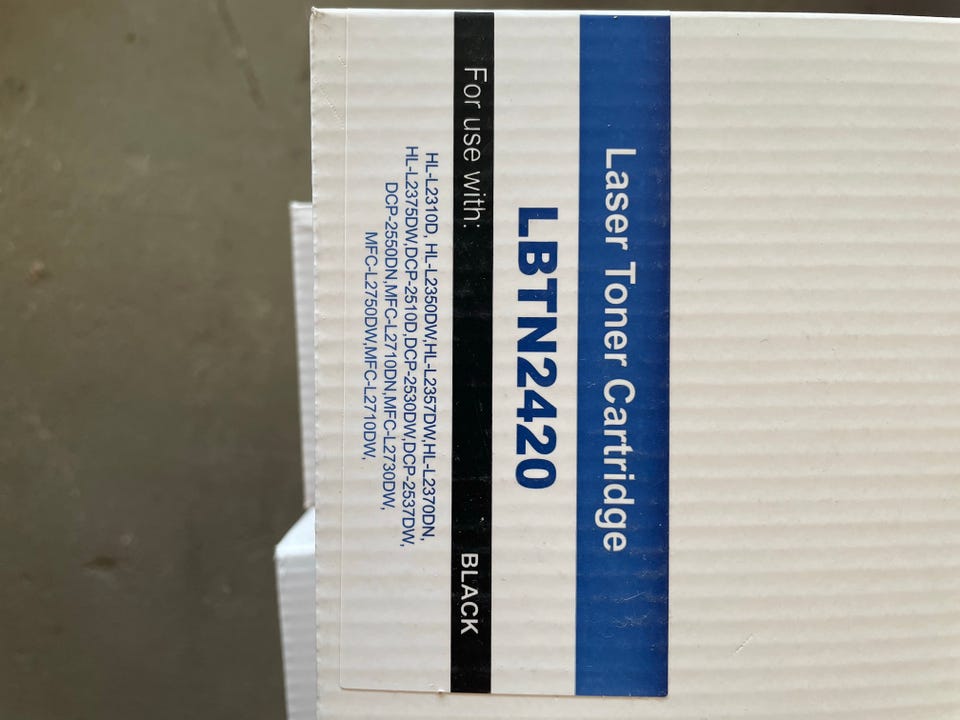 Laser Toner Cartridge
LBTN2420
For use with: BLACK
HL-L2310D, HL-L2350DW,HL-L2357DW,HL-L2370DN,
HL-L2375DW,DCP-2510D,DCP-2530DW,DCP-2537DW,
DCP-2550DN,MFC-L2710DN,MFC-L2730DW,
MFC-L2750DW,MFC-L2710DW,